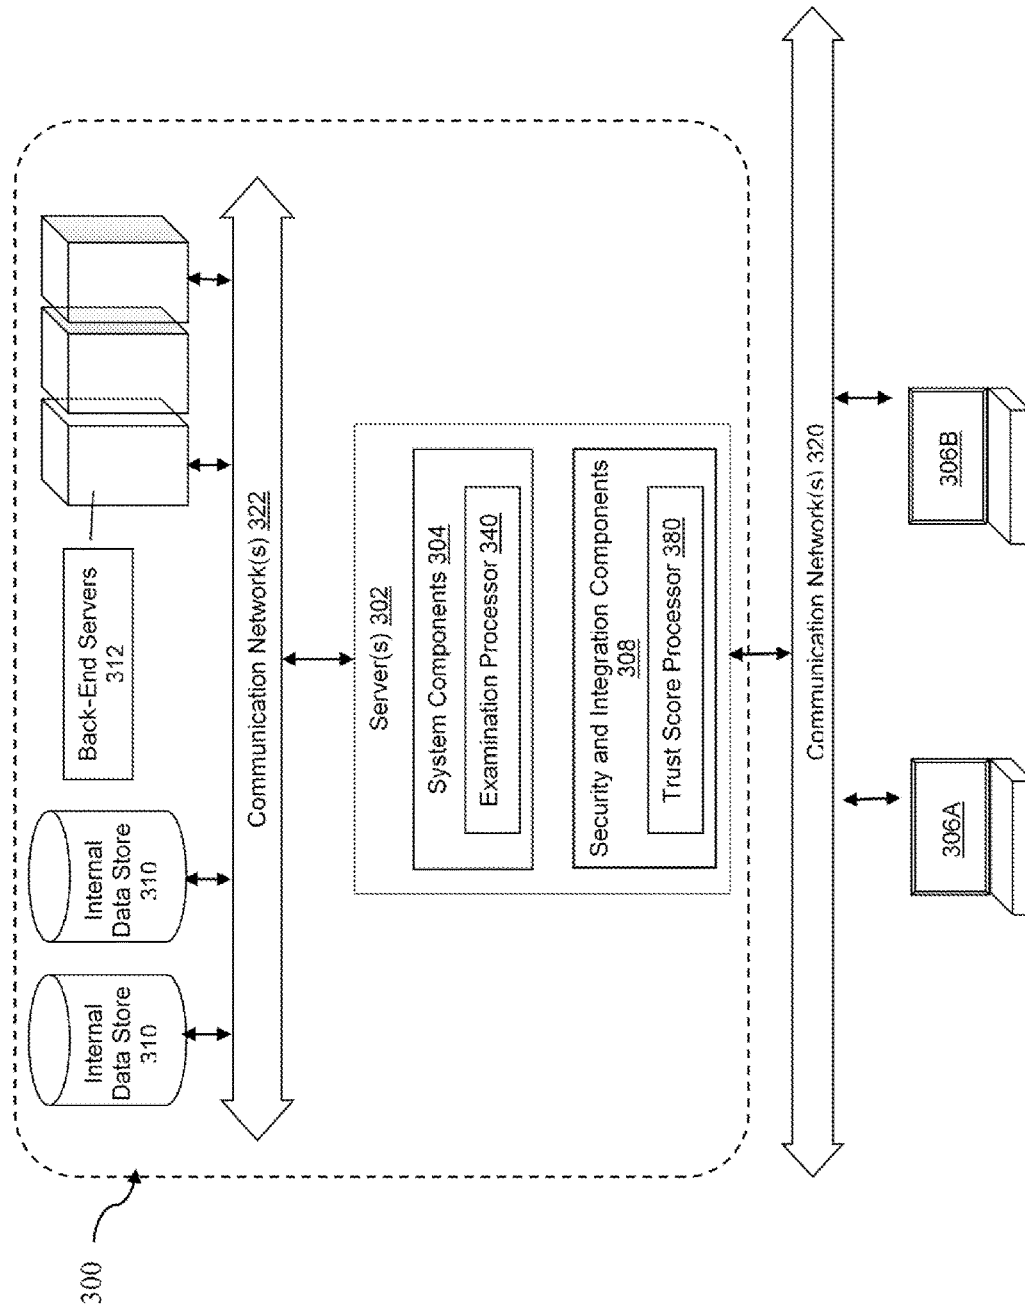 300
Internal
Data Store
310
Internal
Data Store
310
Back-End Servers
312
Communication Network(s) 322
Server(s) 302
System Components 304
Examination Processor 340
Security and Integration Components
308
Trust Score Processor 380
Communication Network(s) 320
306A
306B